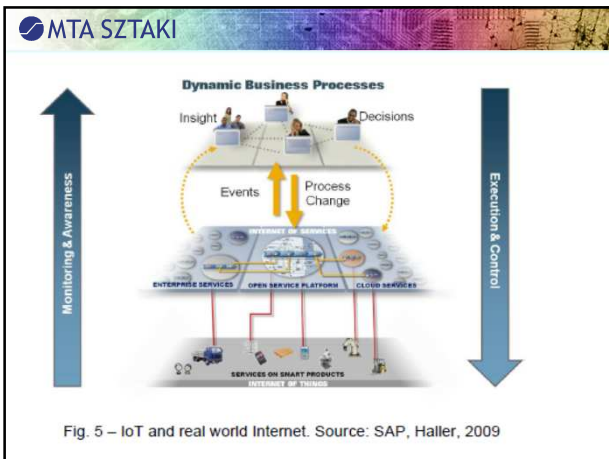 MTA SZTAKI
Dynamic Business Processes
Insight
Decisions
Events
Process
Change
Monitoring & Awareness
Execution & Control
INTERNET OF SERVICES
ENTERPRISE SERVICES
OPEN SERVICE PLATFORM
CLOUD SERVICES
SERVICES ON SMART PRODUCTS
INTERNET OF THINGS
Fig. 5 – IoT and real world Internet. Source: SAP, Haller, 2009